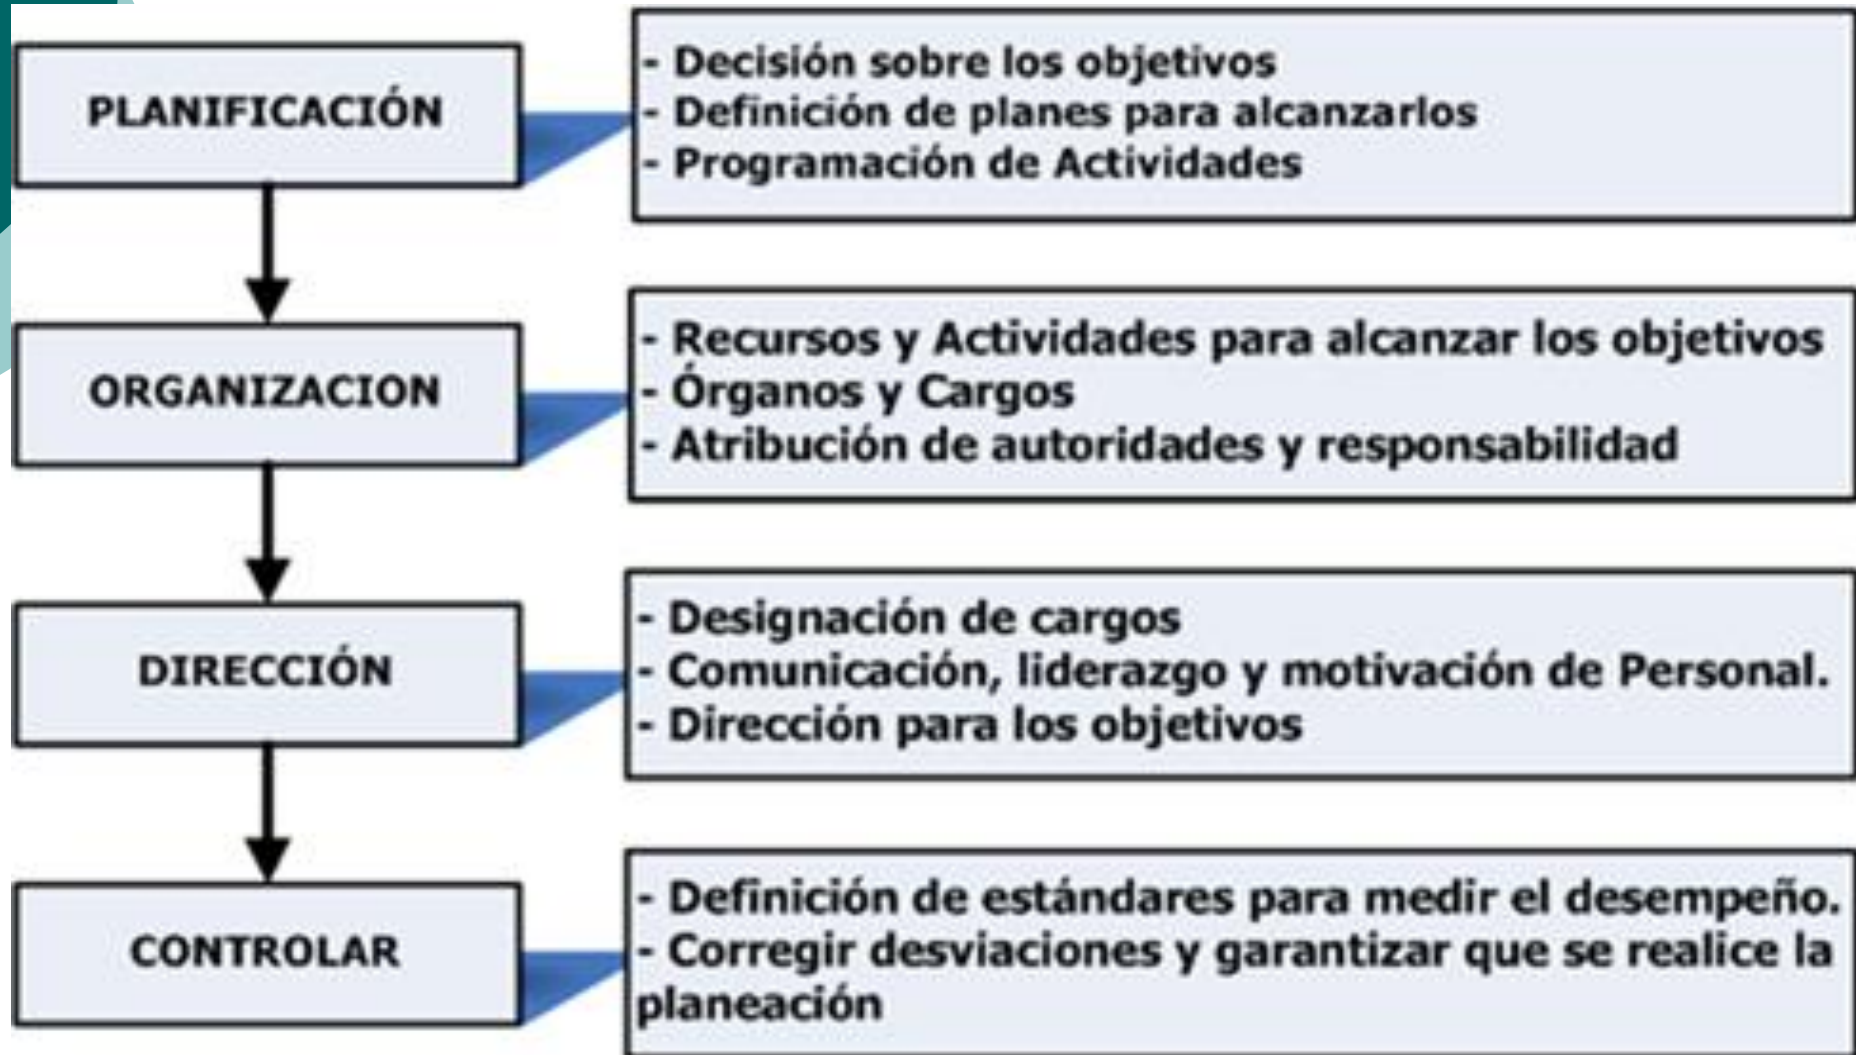 PLANIFICACIÓN
- Decisión sobre los objetivos
- Definición de planes para alcanzarlos
- Programación de Actividades
ORGANIZACION
- Recursos y Actividades para alcanzar los objetivos
- Órganos y Cargos
- Atribución de autoridades y responsabilidad
DIRECCIÓN
- Designación de cargos
- Comunicación, liderazgo y motivación de Personal.
- Dirección para los objetivos
CONTROLAR
- Definición de estándares para medir el desempeño.
- Corregir desviaciones y garantizar que se realice la
planeación